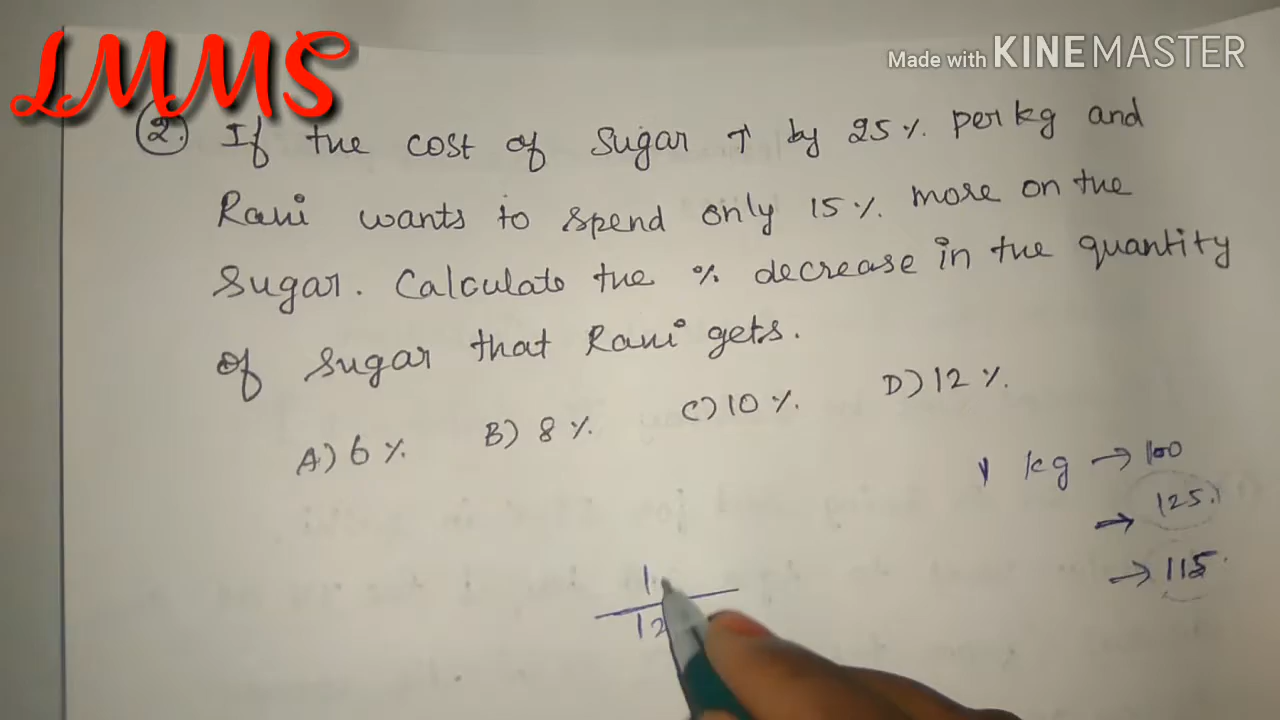 LMMS
Made with KINEMASTER
2. If the cost of Sugar ↑ by 25 %. per kg and
Rani wants to spend only 15 %. more on the
Sugar. Calculate the % decrease in the quantity
of sugar that Rani gets.
A) 6 %. B) 8 %. C) 10 %. D) 12 %.
1 kg → 100
→ 125.
→ 115.
1
12